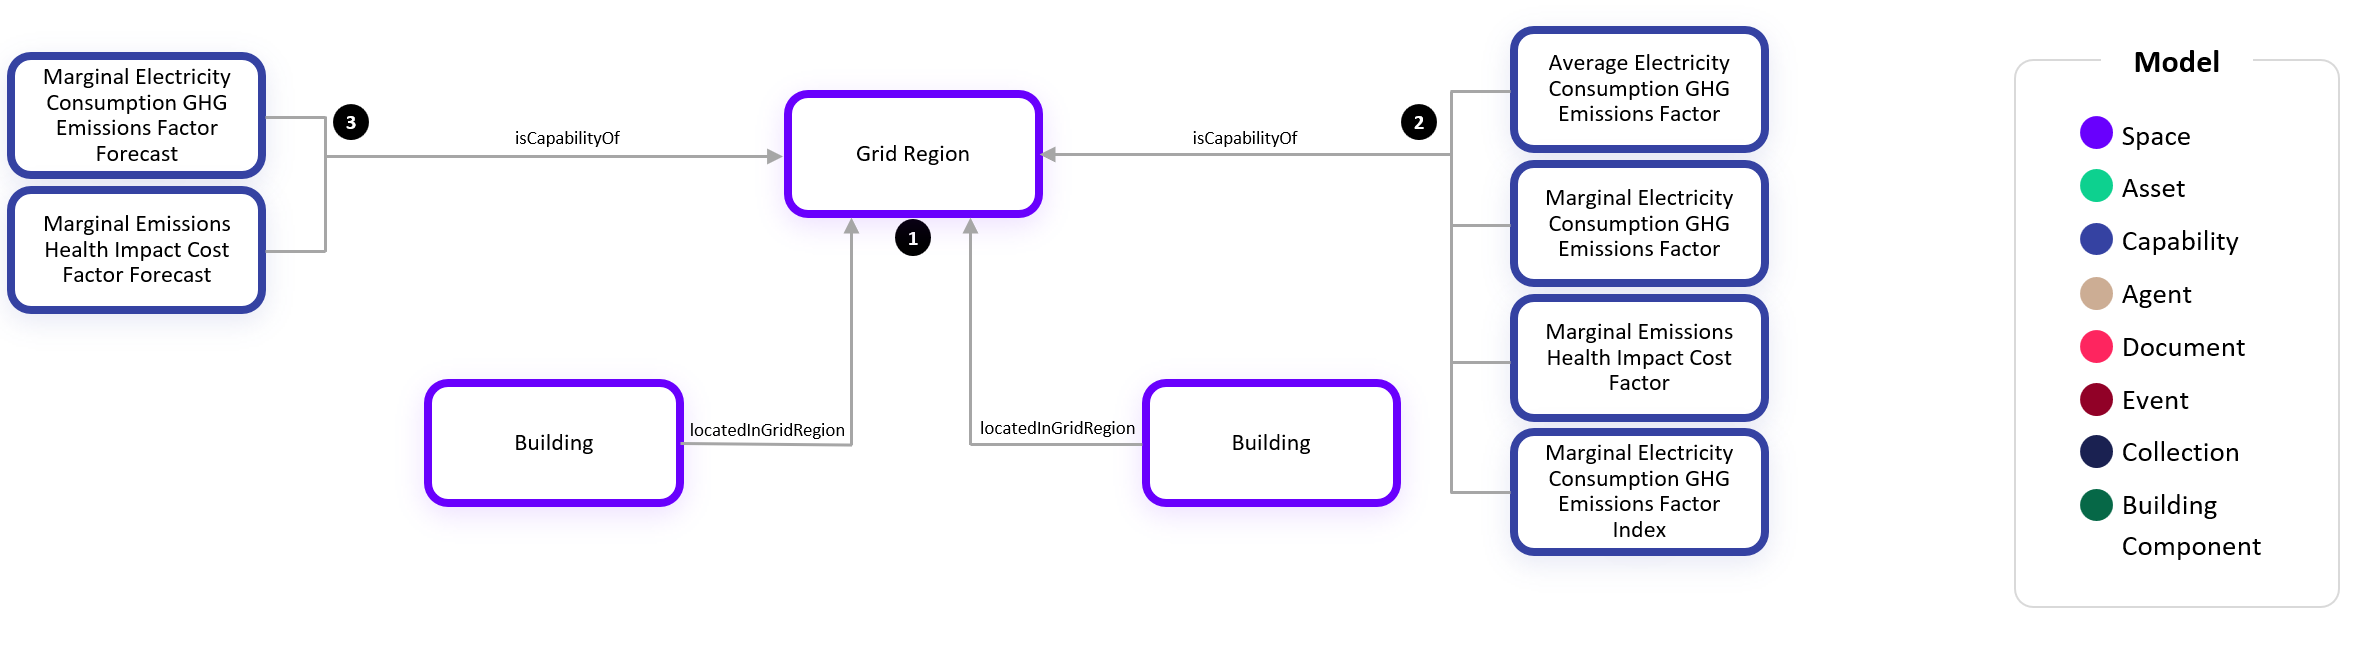 Marginal Electricity
Consumption GHG
Emissions Factor
Forecast
Marginal Emissions
Health Impact Cost
Factor Forecast
3
isCapabilityOf
Grid Region
1
isCapabilityOf
2
Building
locatedInGridRegion
locatedInGridRegion
Building
Average Electricity
Consumption GHG
Emissions Factor
Marginal Electricity
Consumption GHG
Emissions Factor
Marginal Emissions
Health Impact Cost
Factor
Marginal Electricity
Consumption GHG
Emissions Factor
Index
Model
Space
Asset
Capability
Agent
Document
Event
Collection
Building
Component